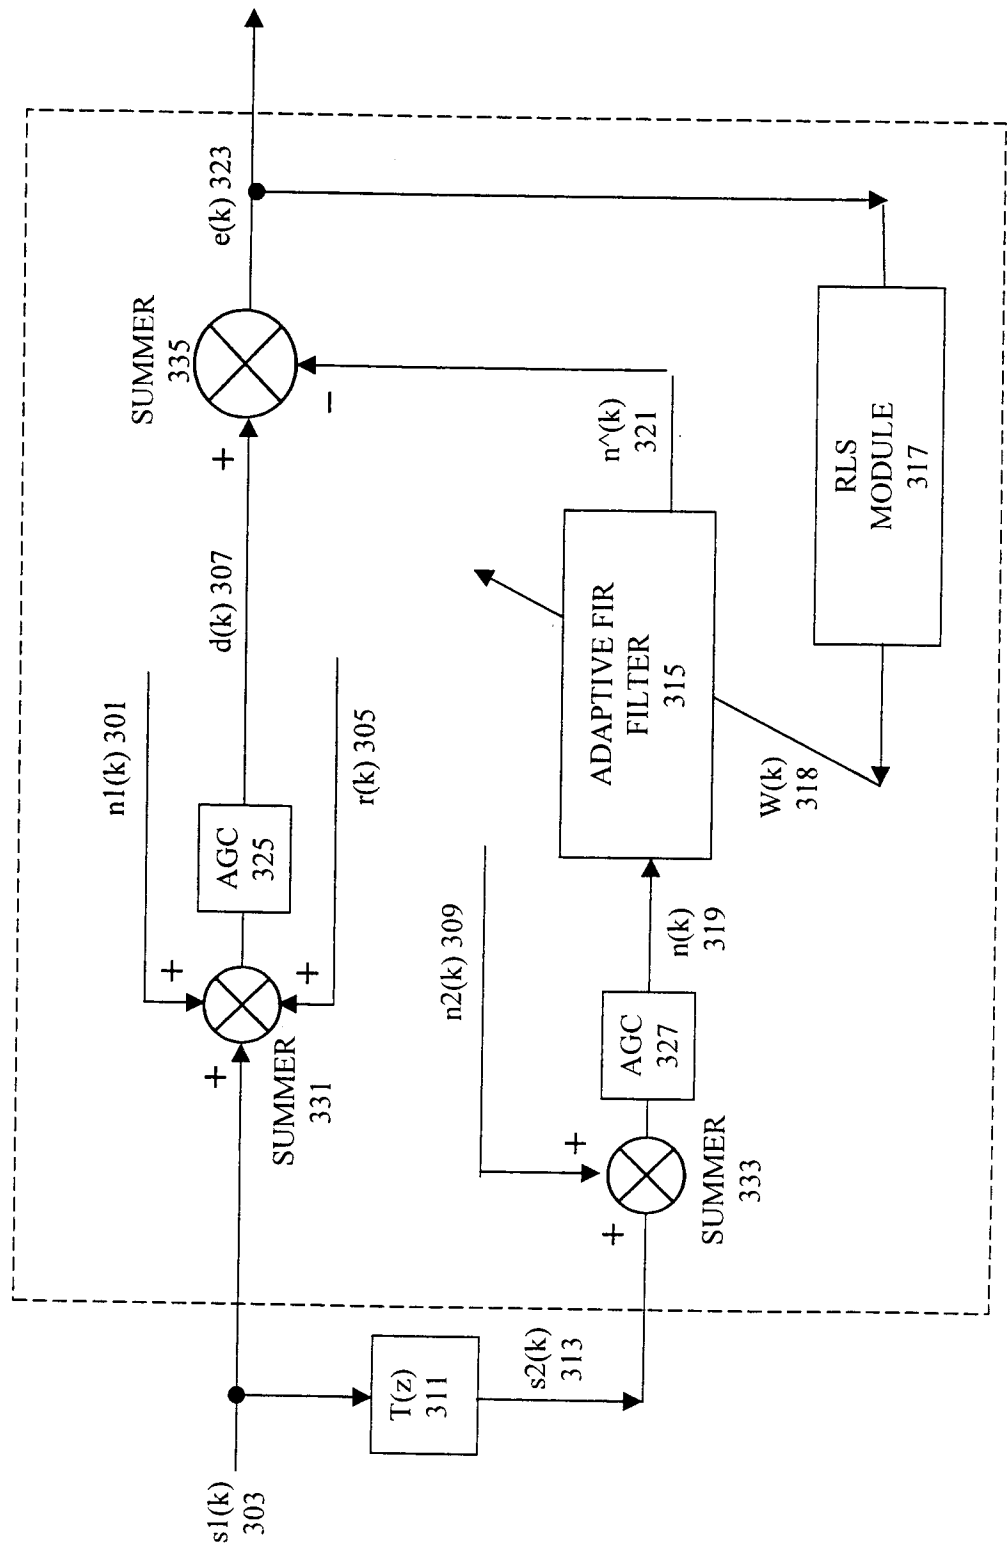 s1(k)
303
T(z)
311
s2(k)
313
+
SUMMER
331
+
+
n1(k) 301
AGC
325
r(k) 305
d(k) 307
+
SUMMER
335
−
e(k) 323
+
+
SUMMER
333
n2(k) 309
AGC
327
n(k)
319
ADAPTIVE FIR
FILTER
315
W(k)
318
n^(k)
321
RLS
MODULE
317